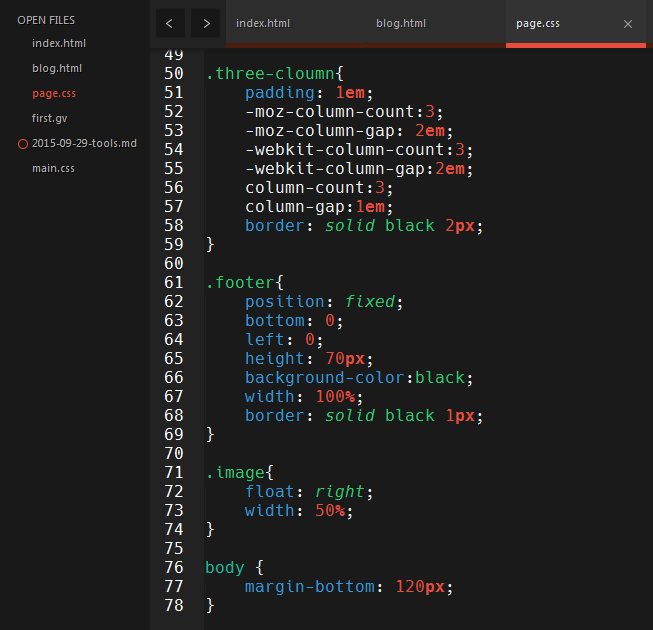 OPEN FILES
index.html
blog.html
page.css
first.gv
2015-09-29-tools.md
main.css
< > index.html blog.html page.css ×
49
50 .three-cloumn{
51     padding: 1em;
52     -moz-column-count:3;
53     -moz-column-gap: 2em;
54     -webkit-column-count:3;
55     -webkit-column-gap:2em;
56     column-count:3;
57     column-gap:1em;
58     border: solid black 2px;
59 }
60
61 .footer{
62     position: fixed;
63     bottom: 0;
64     left: 0;
65     height: 70px;
66     background-color:black;
67     width: 100%;
68     border: solid black 1px;
69 }
70
71 .image{
72     float: right;
73     width: 50%;
74 }
75
76 body {
77     margin-bottom: 120px;
78 }